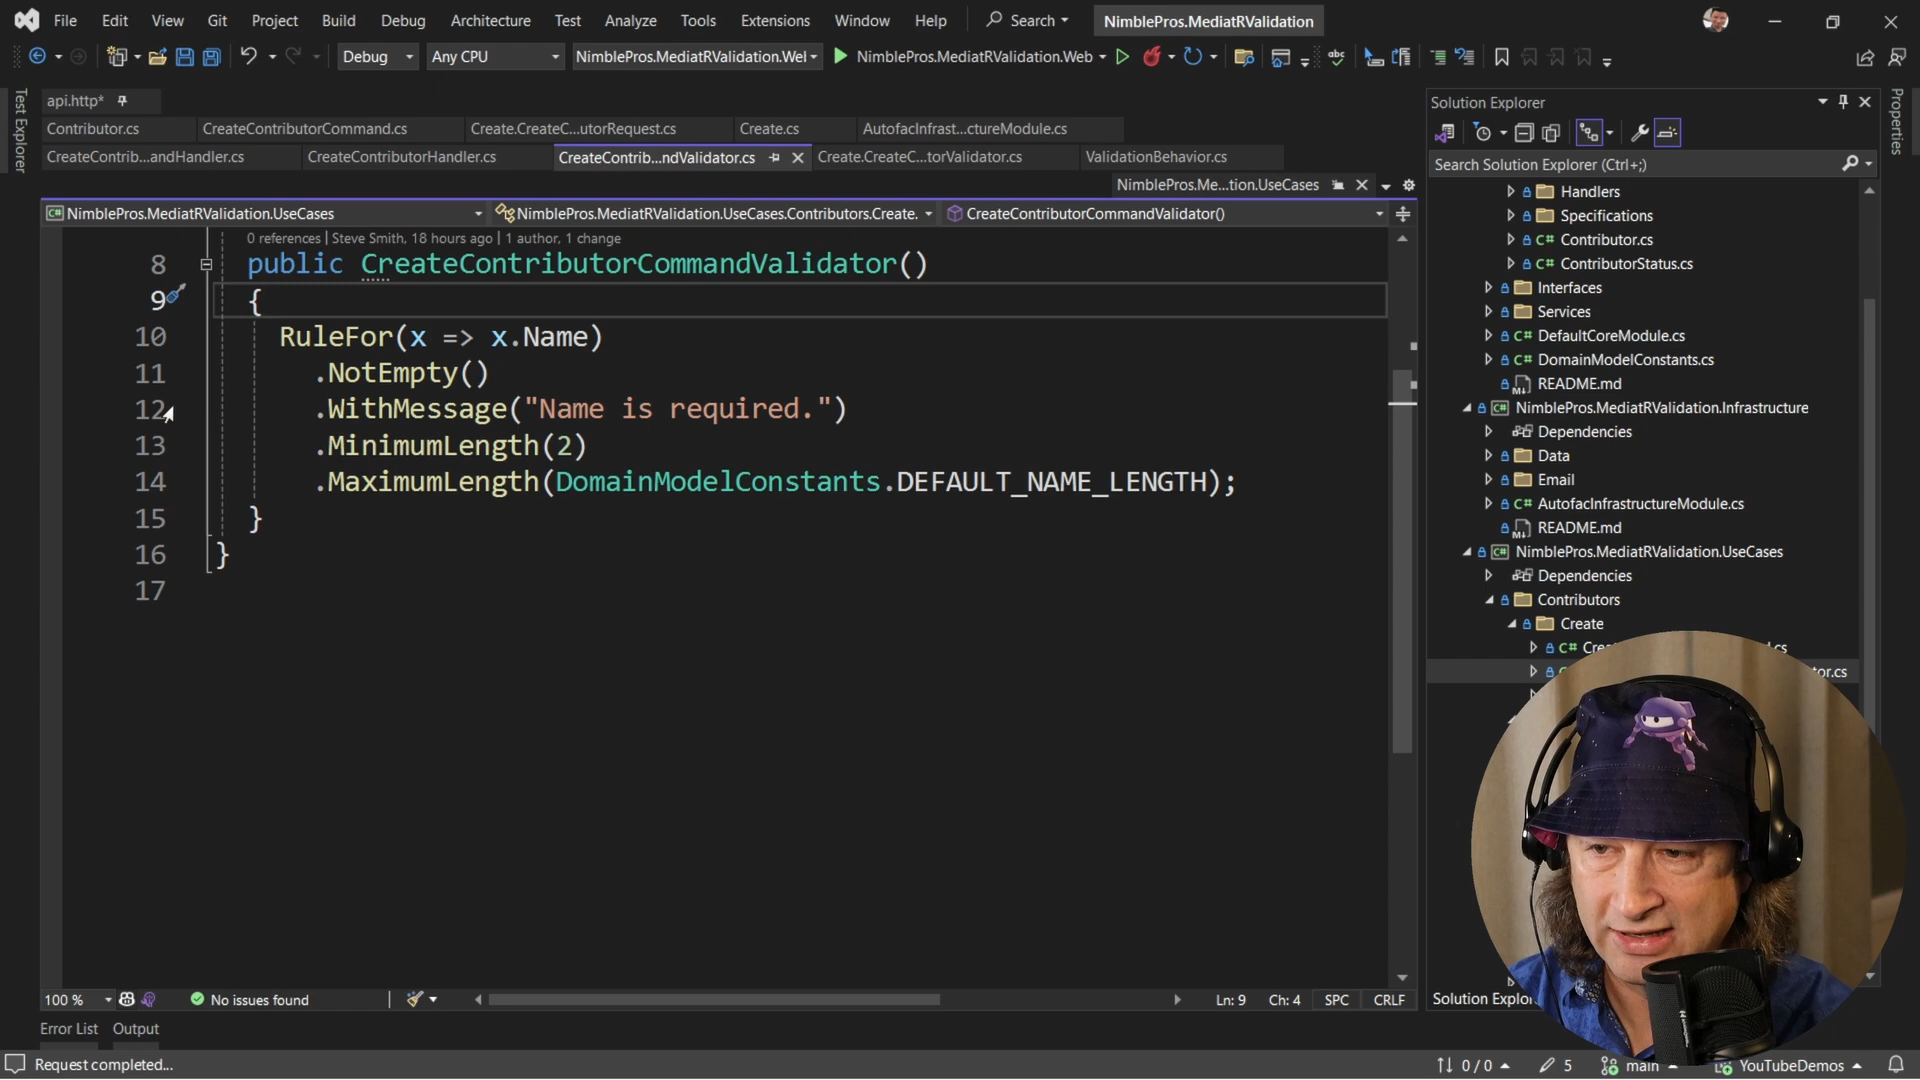 File Edit View Git Project Build Debug Architecture Test Analyze Tools Extensions Window Help Search NimblePros.MediatRValidation
Debug Any CPU NimblePros.MediatRValidation.Wel NimblePros.MediatRValidation.Web
Test Explorer
api.http*
Contributor.cs CreateContributorCommand.cs Create.CreateC...utorRequest.cs Create.cs AutofacInfrast...ctureModule.cs
CreateContrib...andHandler.cs CreateContributorHandler.cs CreateContrib...ndValidator.cs Create.CreateC...torValidator.cs ValidationBehavior.cs
NimblePros.Me...tion.UseCases
NimblePros.MediatRValidation.UseCases NimblePros.MediatRValidation.UseCases.Contributors.Create. CreateContributorCommandValidator()
0 references | Steve Smith, 18 hours ago | 1 author, 1 change
8 public CreateContributorCommandValidator()
9 {
10 RuleFor(x => x.Name)
11 .NotEmpty()
12 .WithMessage("Name is required.")
13 .MinimumLength(2)
14 .MaximumLength(DomainModelConstants.DEFAULT_NAME_LENGTH);
15 }
16 }
17
100 % No issues found Ln: 9 Ch: 4 SPC CRLF
Error List Output
Request completed...
Solution Explorer
Properties
Search Solution Explorer (Ctrl+;)
Handlers
Specifications
C# Contributor.cs
C# ContributorStatus.cs
Interfaces
Services
C# DefaultCoreModule.cs
C# DomainModelConstants.cs
README.md
C# NimblePros.MediatRValidation.Infrastructure
Dependencies
Data
Email
C# AutofacInfrastructureModule.cs
README.md
C# NimblePros.MediatRValidation.UseCases
Dependencies
Contributors
Create
0 / 0 5 main YouTubeDemos